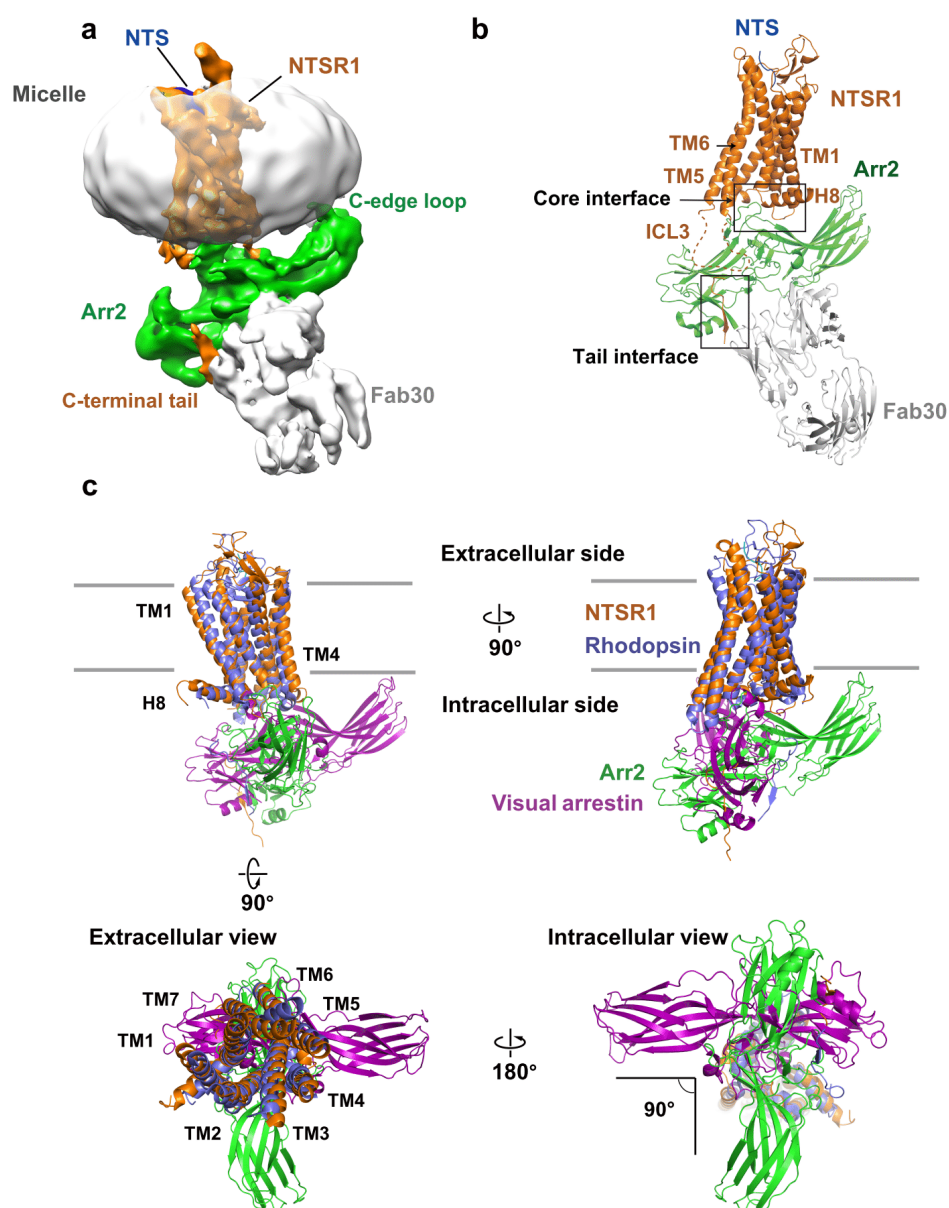 a
NTS
NTSR1
Micelle
C-edge loop
Arr2
C-terminal tail
Fab30
b
NTS
NTSR1
TM6
TM1
TM5
Arr2
H8
Core interface
ICL3
Tail interface
Fab30
c
Extracellular side
TM1
NTSR1
90°
Rhodopsin
TM4
H8
Intracellular side
Arr2
Visual arrestin
90°
Extracellular view
Intracellular view
TM6
TM7
TM5
TM1
180°
TM4
90°
TM2
TM3